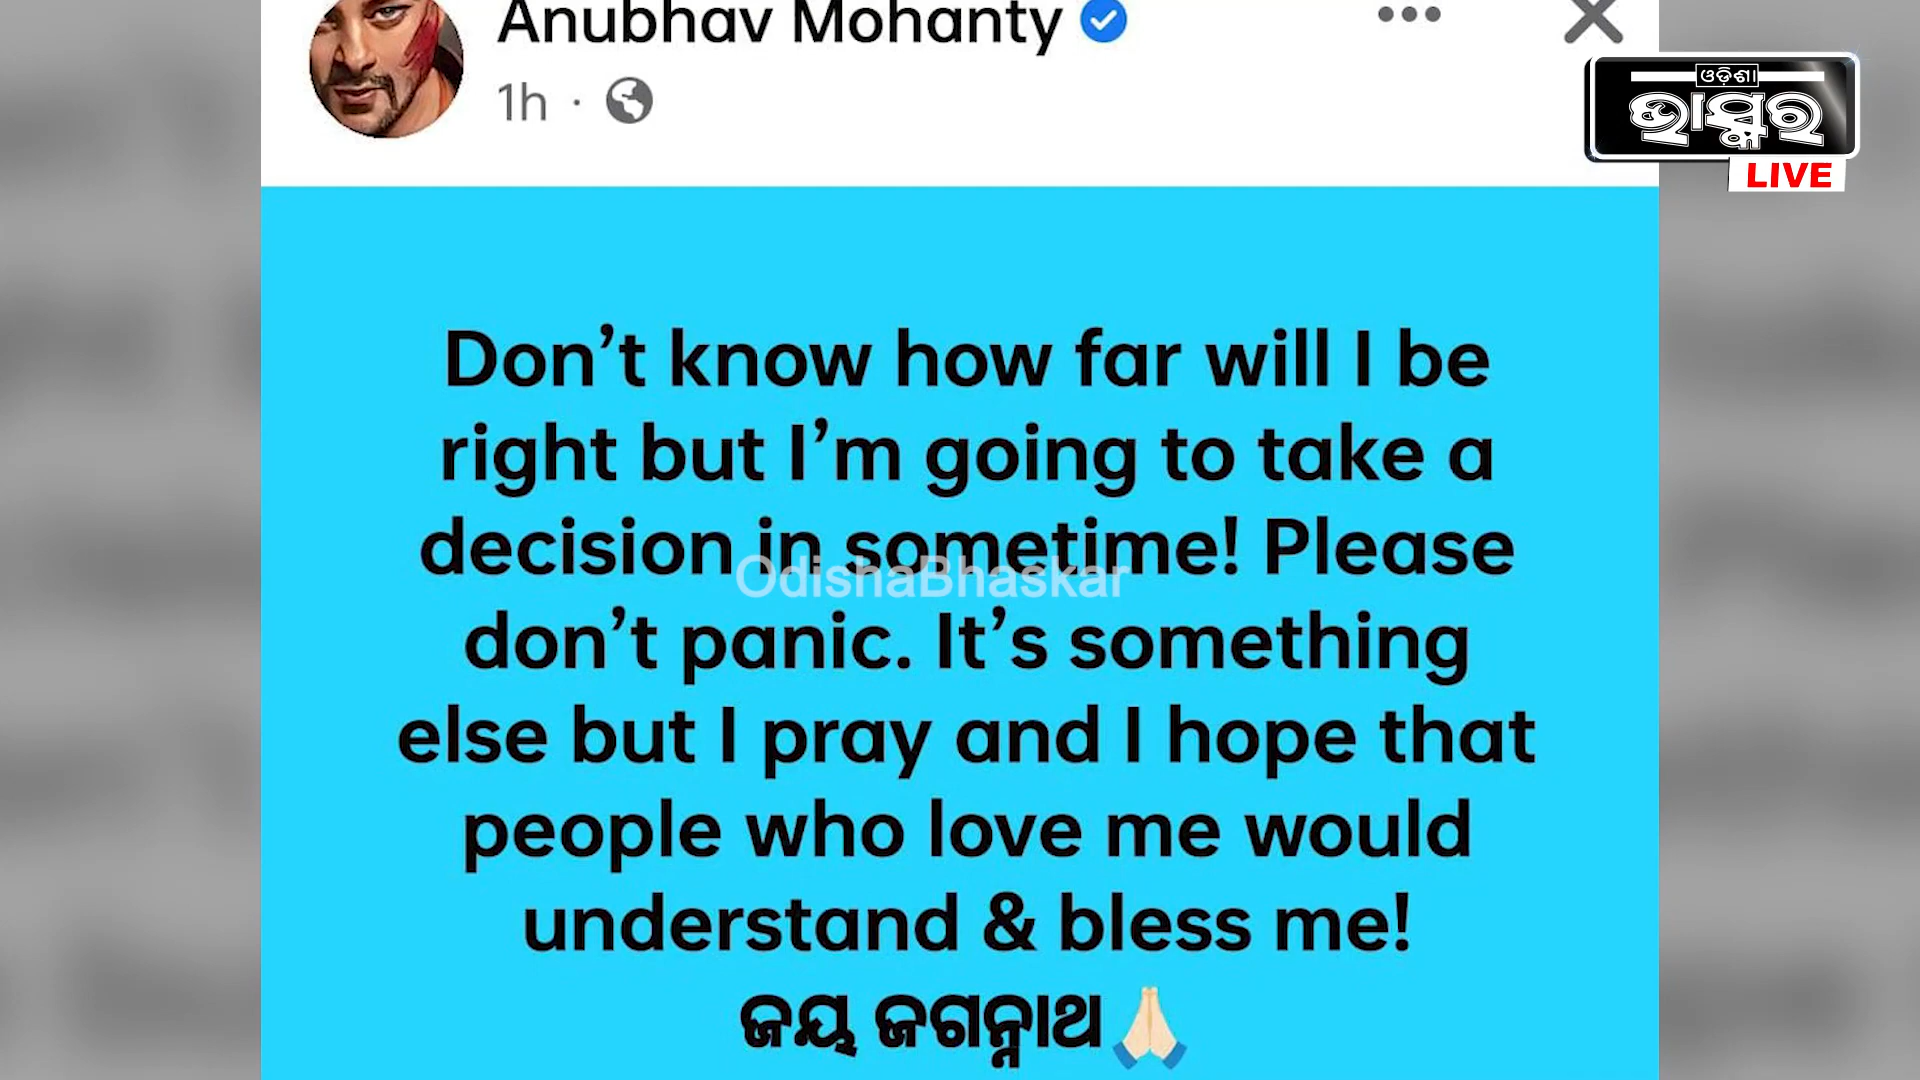 Anubhav Mohanty
1h ·
ଓଡ଼ିଶା
ଭାସ୍କର
LIVE
Don’t know how far will I be
right but I’m going to take a
decision in sometime! Please
OdishaBhaskar
don’t panic. It’s something
else but I pray and I hope that
people who love me would
understand & bless me!
ଜୟ ଜଗନ୍ନାଥ🙏🏻